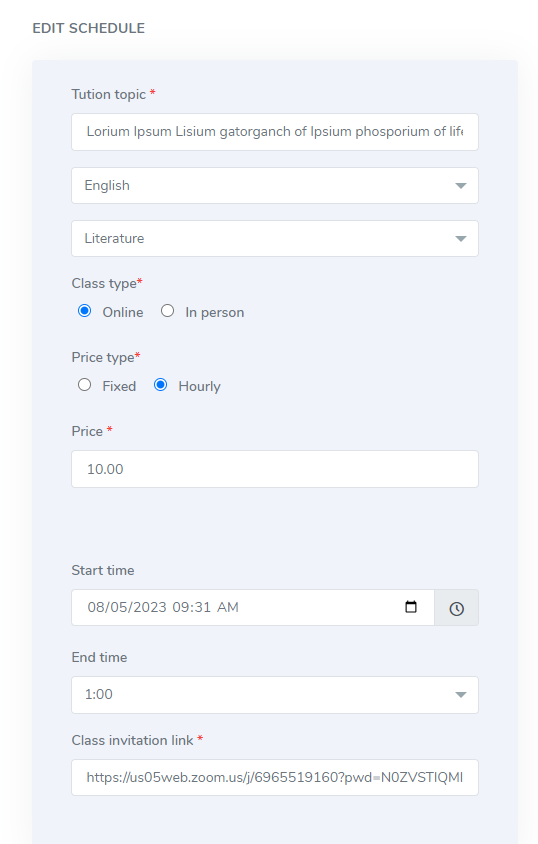 EDIT SCHEDULE
Tution topic *
Lorium Ipsum Lisium gatorganch of Ipsium phosporium of life
English
Literature
Class type*
Online In person
Price type*
Fixed Hourly
Price *
10.00
Start time
08/05/2023 09:31 AM
End time
1:00
Class invitation link *
https://us05web.zoom.us/j/6965519160?pwd=N0ZVSTlQMl